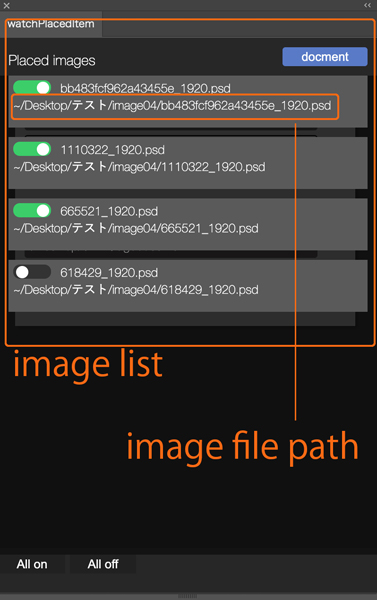 watchPlacedItem
Placed images
docment
bb483fcf962a43455e_1920.psd
~/Desktop/テスト/image04/bb483fcf962a43455e_1920.psd
1110322_1920.psd
~/Desktop/テスト/image04/1110322_1920.psd
665521_1920.psd
~/Desktop/テスト/image04/665521_1920.psd
618429_1920.psd
~/Desktop/テスト/image04/618429_1920.psd
image list
image file path
All on
All off